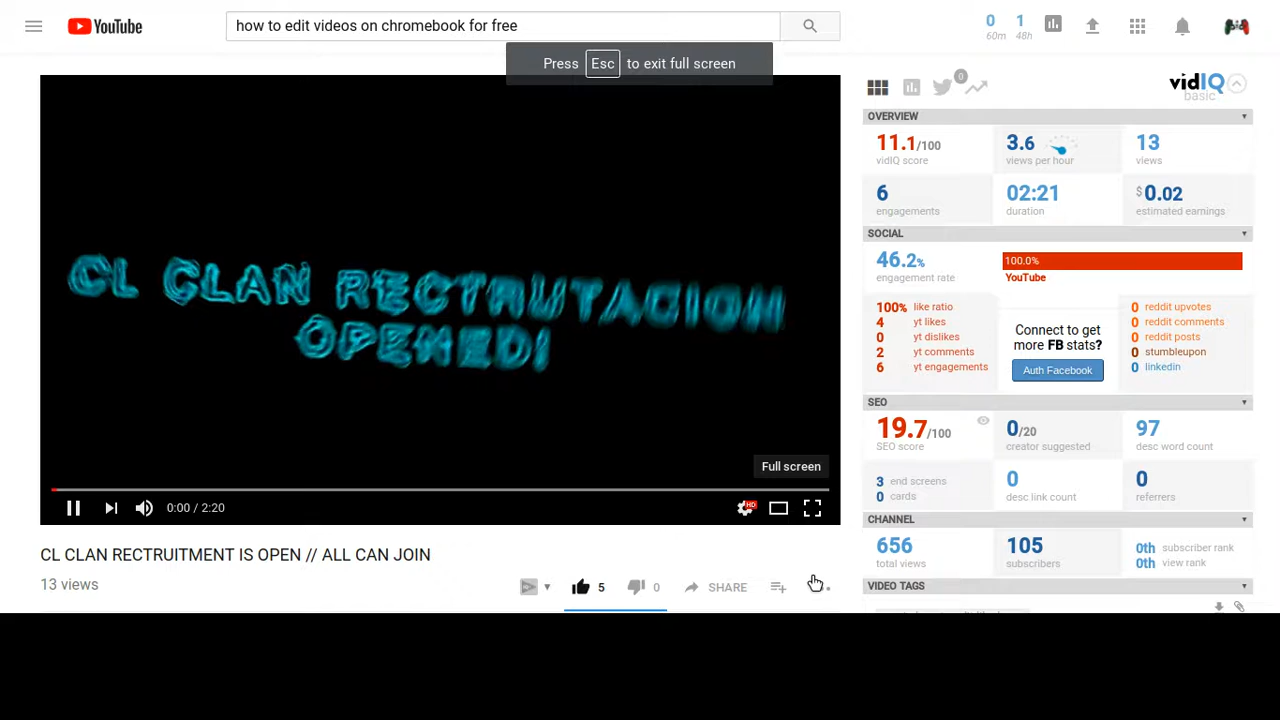 YouTube
how to edit videos on chromebook for free
0
60m
1
48h
Press Esc to exit full screen
0
vidIQ
basic
OVERVIEW
11.1/100
vidIQ score
3.6
views per hour
13
views
6
engagements
02:21
duration
$0.02
estimated earnings
SOCIAL
46.2%
engagement rate
100.0%
YouTube
100% like ratio
4 yt likes
0 yt dislikes
2 yt comments
6 yt engagements
Connect to get
more FB stats?
Auth Facebook
0 reddit upvotes
0 reddit comments
0 reddit posts
0 stumbleupon
0 linkedin
SEO
19.7/100
SEO score
0/20
creator suggested
97
desc word count
3 end screens
0 cards
0
desc link count
0
referrers
CHANNEL
656
total views
105
subscribers
0th subscriber rank
0th view rank
VIDEO TAGS
CL CLAN RECTRUTACION
OPENED!
Full screen
0:00 / 2:20
HD
CL CLAN RECTRUITMENT IS OPEN // ALL CAN JOIN
13 views
5
0
SHARE